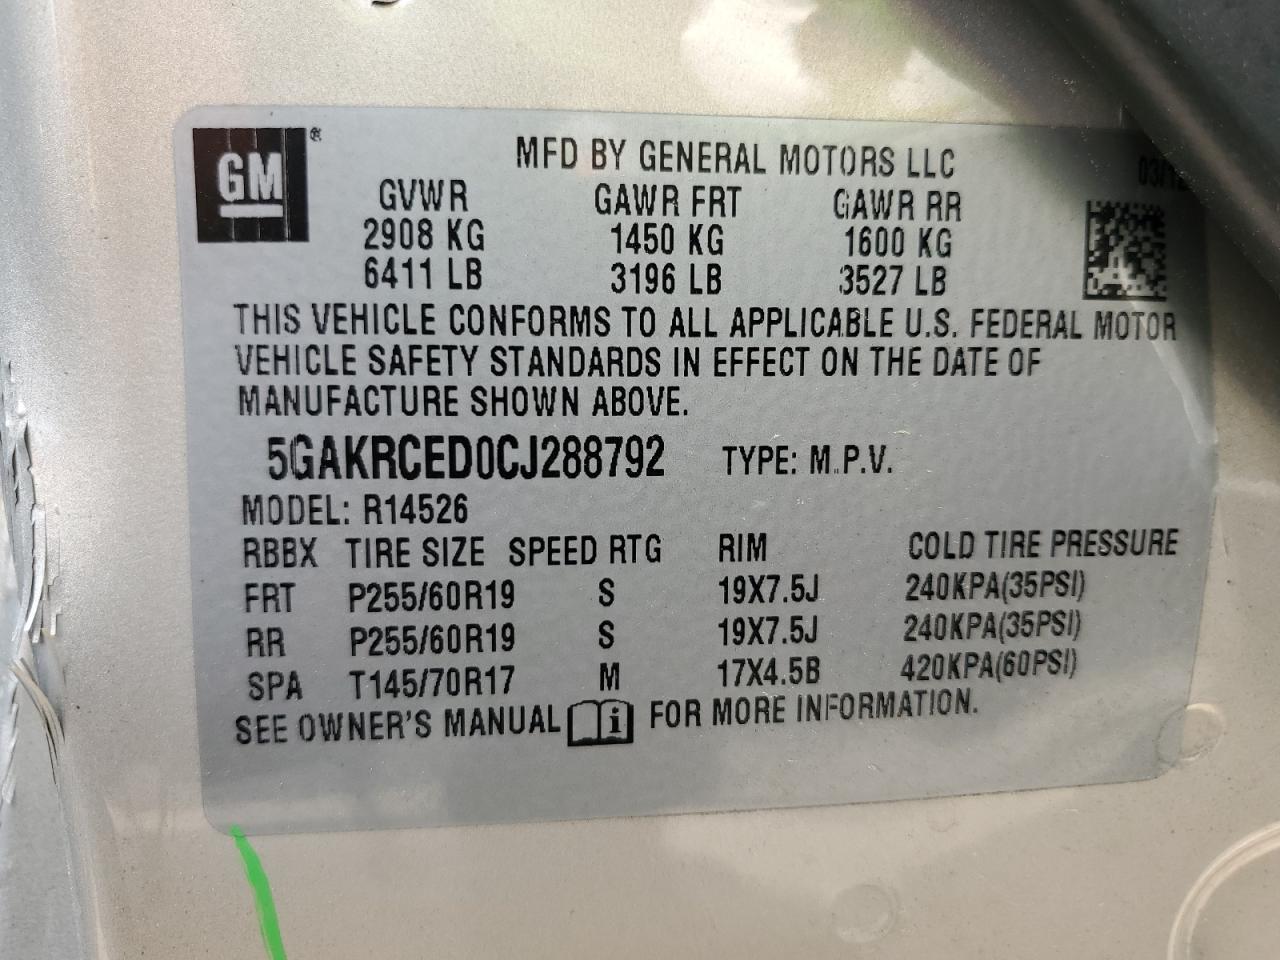 GM®
MFD BY GENERAL MOTORS LLC
03/12
GVWR GAWR FRT GAWR RR
2908 KG 1450 KG 1600 KG
6411 LB 3196 LB 3527 LB
THIS VEHICLE CONFORMS TO ALL APPLICABLE U.S. FEDERAL MOTOR
VEHICLE SAFETY STANDARDS IN EFFECT ON THE DATE OF
MANUFACTURE SHOWN ABOVE.
5GAKRCED0CJ288792 TYPE: M.P.V.
MODEL: R14526
RBBX TIRE SIZE SPEED RTG RIM COLD TIRE PRESSURE
FRT P255/60R19 S 19X7.5J 240KPA(35PSI)
RR P255/60R19 S 19X7.5J 240KPA(35PSI)
SPA T145/70R17 M 17X4.5B 420KPA(60PSI)
SEE OWNER'S MANUAL i FOR MORE INFORMATION.